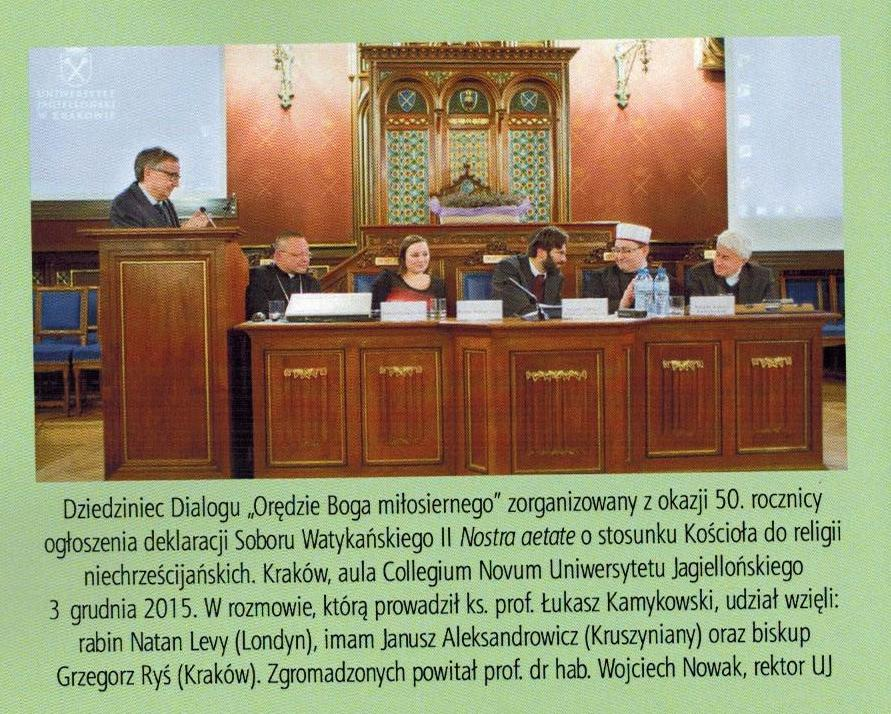 UNIWERSYTET
JAGIELLOŃSKI
W KRAKOWIE
Dziedziniec Dialogu „Orędzie Boga miłosiernego” zorganizowany z okazji 50. rocznicy
ogłoszenia deklaracji Soboru Watykańskiego II Nostra aetate o stosunku Kościoła do religii
niechrześcijańskich. Kraków, aula Collegium Novum Uniwersytetu Jagiellońskiego
3 grudnia 2015. W rozmowie, którą prowadził ks. prof. Łukasz Kamykowski, udział wzięli:
rabin Natan Levy (Londyn), imam Janusz Aleksandrowicz (Kruszyniany) oraz biskup
Grzegorz Ryś (Kraków). Zgromadzonych powitał prof. dr hab. Wojciech Nowak, rektor UJ